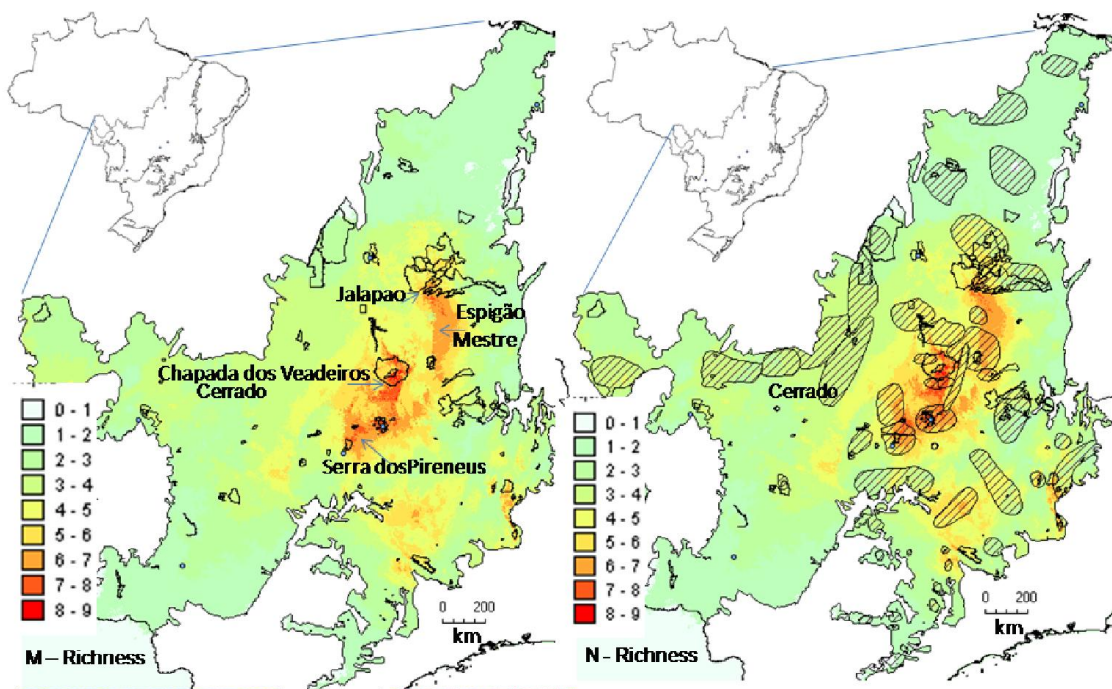 Jalapao
Espigão
Mestre
Chapada dos Veadeiros
Cerrado
Serra dosPireneus
0 - 1
1 - 2
2 - 3
3 - 4
4 - 5
5 - 6
6 - 7
7 - 8
8 - 9
0 200
km
M – Richness
Cerrado
0 - 1
1 - 2
2 - 3
3 - 4
4 - 5
5 - 6
6 - 7
7 - 8
8 - 9
0 200
km
N - Richness